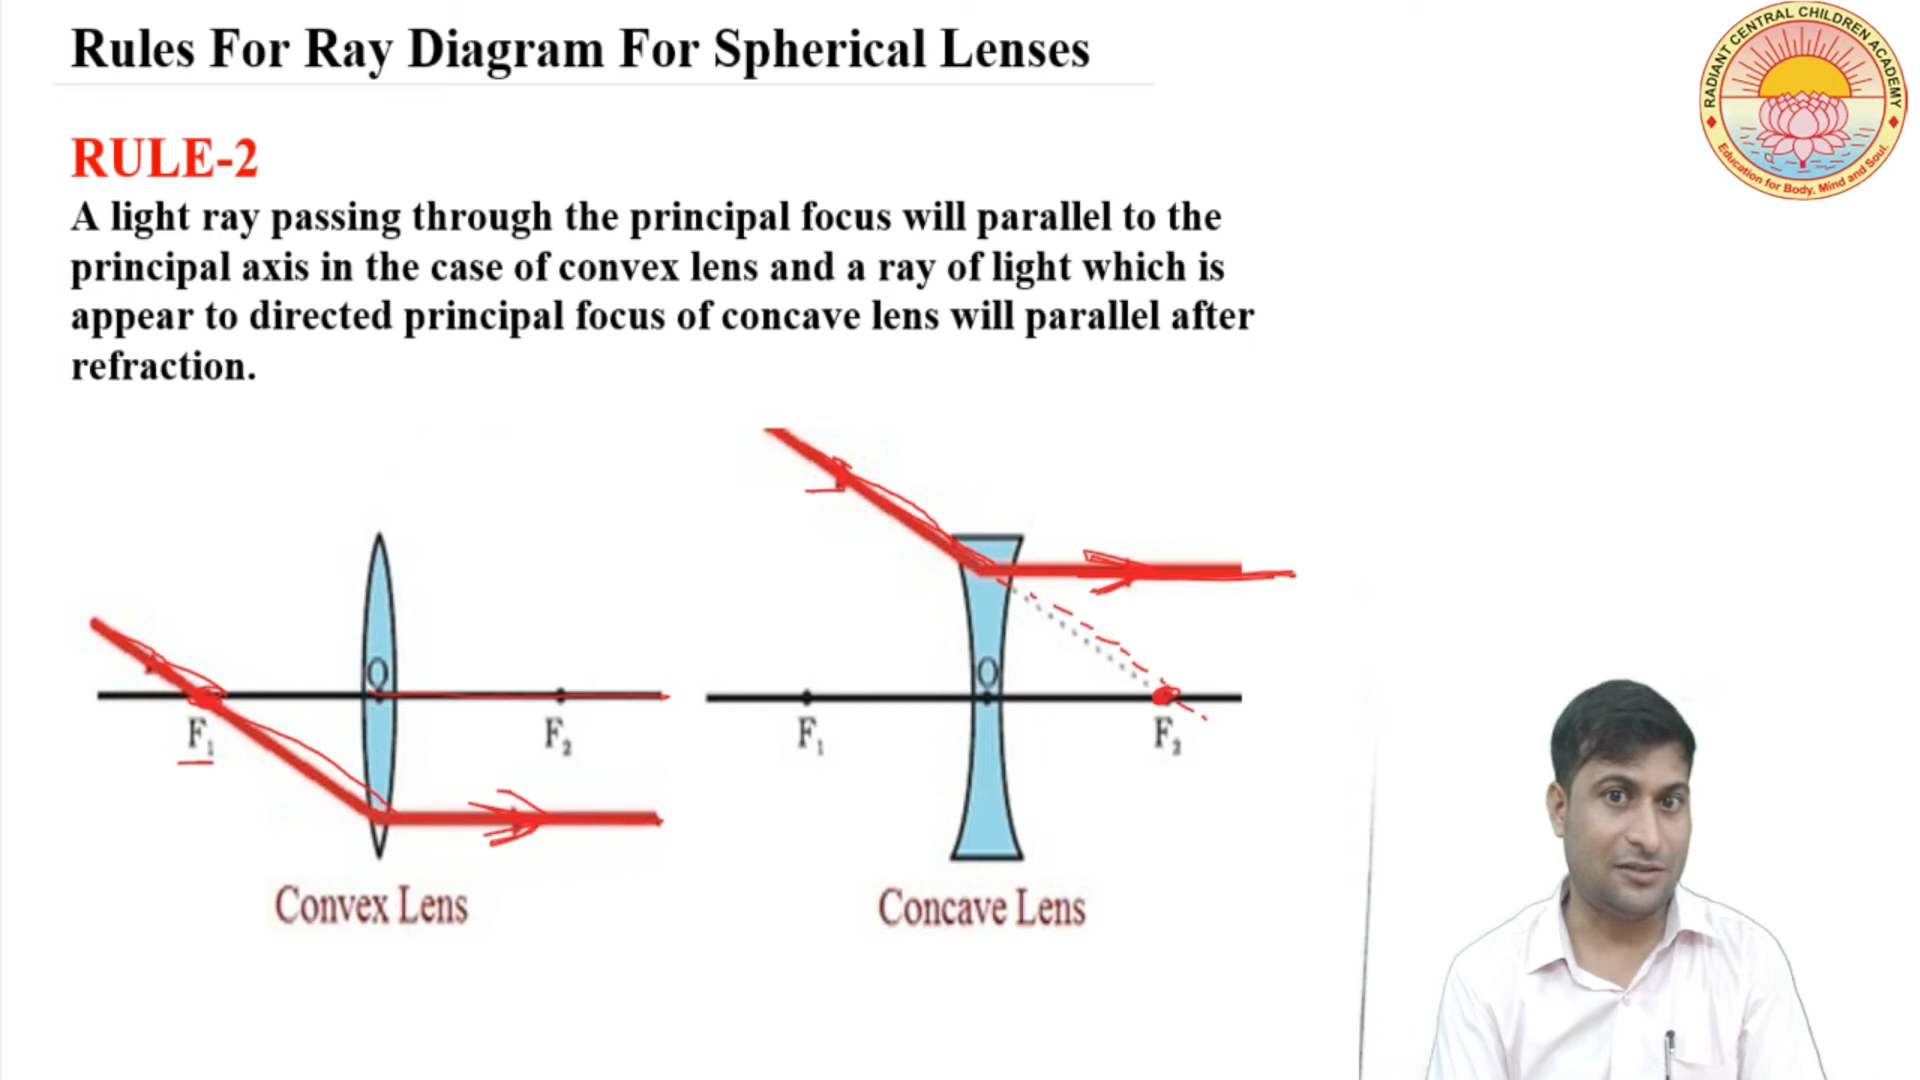 Rules For Ray Diagram For Spherical Lenses
RADIANT CENTRAL CHILDREN ACADEMY
Education for Body, Mind and Soul.
RULE-2
A light ray passing through the principal focus will parallel to the
principal axis in the case of convex lens and a ray of light which is
appear to directed principal focus of concave lens will parallel after
refraction.
O
F₁
F₂
Convex Lens
O
F₁
F₂
Concave Lens